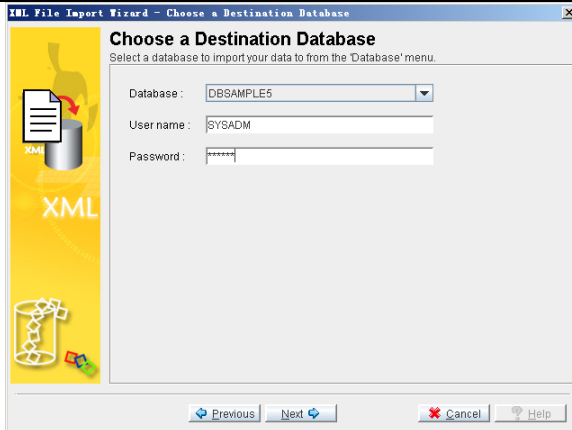 XML File Import Wizard - Choose a Destination Database
Choose a Destination Database
Select a database to import your data to from the 'Database' menu.
Database : DBSAMPLE5
User name : SYSADM
Password : ******
XML
XML
Previous Next Cancel Help